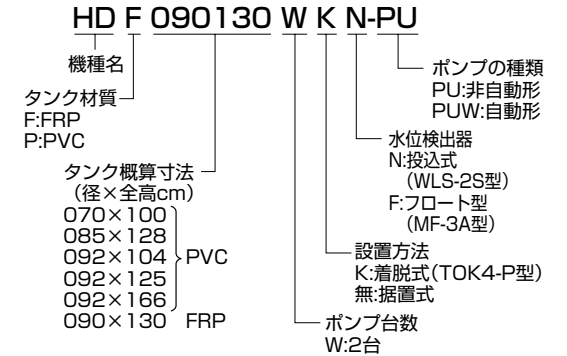 HD F 090130 W K N-PU
機種名
タンク材質
F:FRP
P:PVC
タンク概算寸法
（径×全高cm）
070×100
085×128
092×104
092×125
092×166
PVC
090×130 FRP
ポンプの種類
PU:非自動形
PUW:自動形
水位検出器
N:投込式
（WLS-2S型）
F:フロート型
（MF-3A型）
設置方法
K:着脱式（TOK4-P型）
無:据置式
ポンプ台数
W:2台